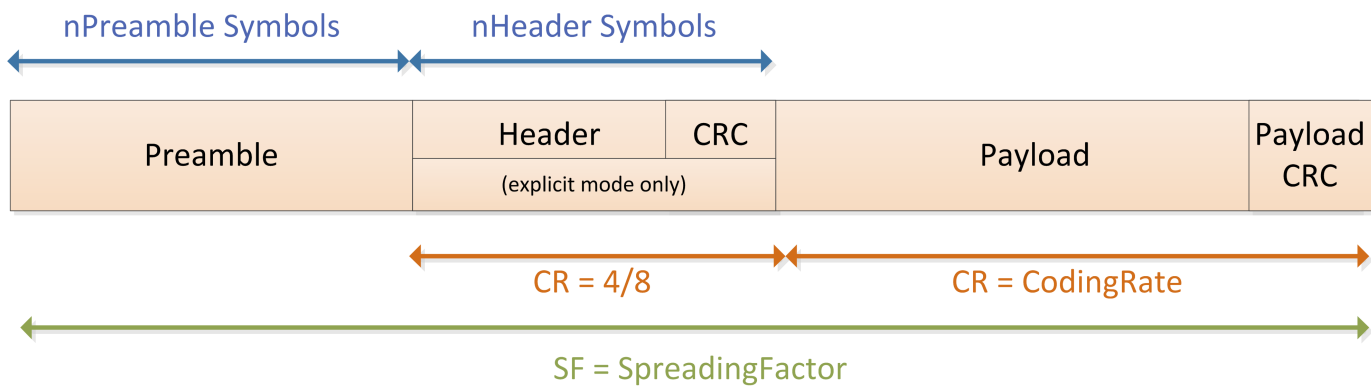 nPreamble Symbols
nHeader Symbols
Preamble
Header
CRC
(explicit mode only)
Payload
Payload
CRC
CR = 4/8
CR = CodingRate
SF = SpreadingFactor